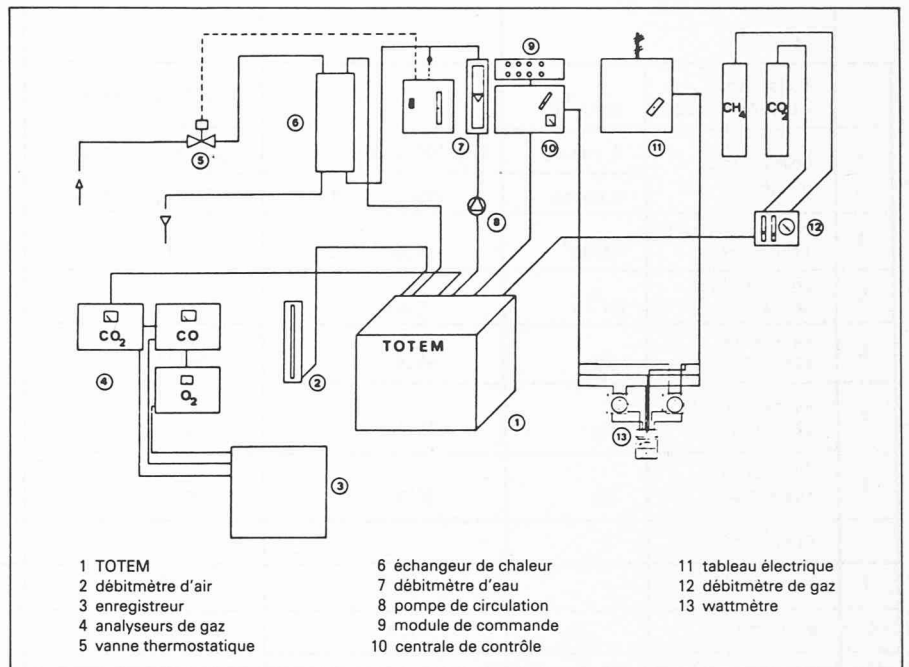 9
6
8
CH4
CO2
5
7
10
11
8
12
CO2
CO
TOTEM
4
O2
2
1
13
3
1 TOTEM
2 débitmètre d'air
3 enregistreur
4 analyseurs de gaz
5 vanne thermostatique
6 échangeur de chaleur
7 débitmètre d'eau
8 pompe de circulation
9 module de commande
10 centrale de contrôle
11 tableau électrique
12 débitmètre de gaz
13 wattmètre